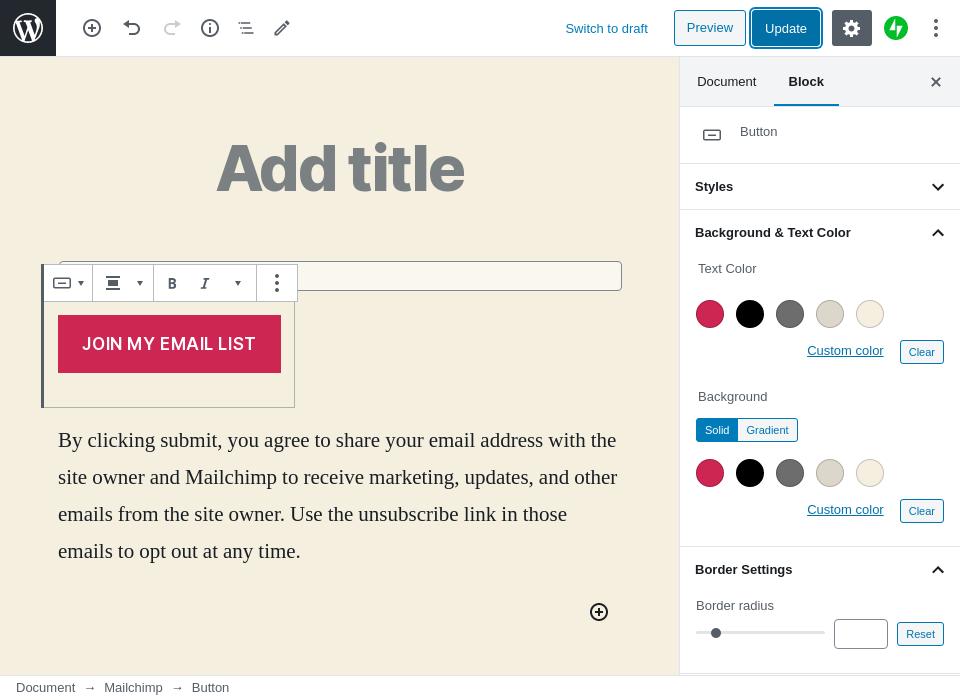 Switch to draft
Preview
Update
Document
Block
Button
Styles
Background & Text Color
Text Color
Custom color
Clear
Background
Solid
Gradient
Custom color
Clear
Border Settings
Border radius
Reset
Add title
B
I
JOIN MY EMAIL LIST
By clicking submit, you agree to share your email address with the
site owner and Mailchimp to receive marketing, updates, and other
emails from the site owner. Use the unsubscribe link in those
emails to opt out at any time.
Document → Mailchimp → Button